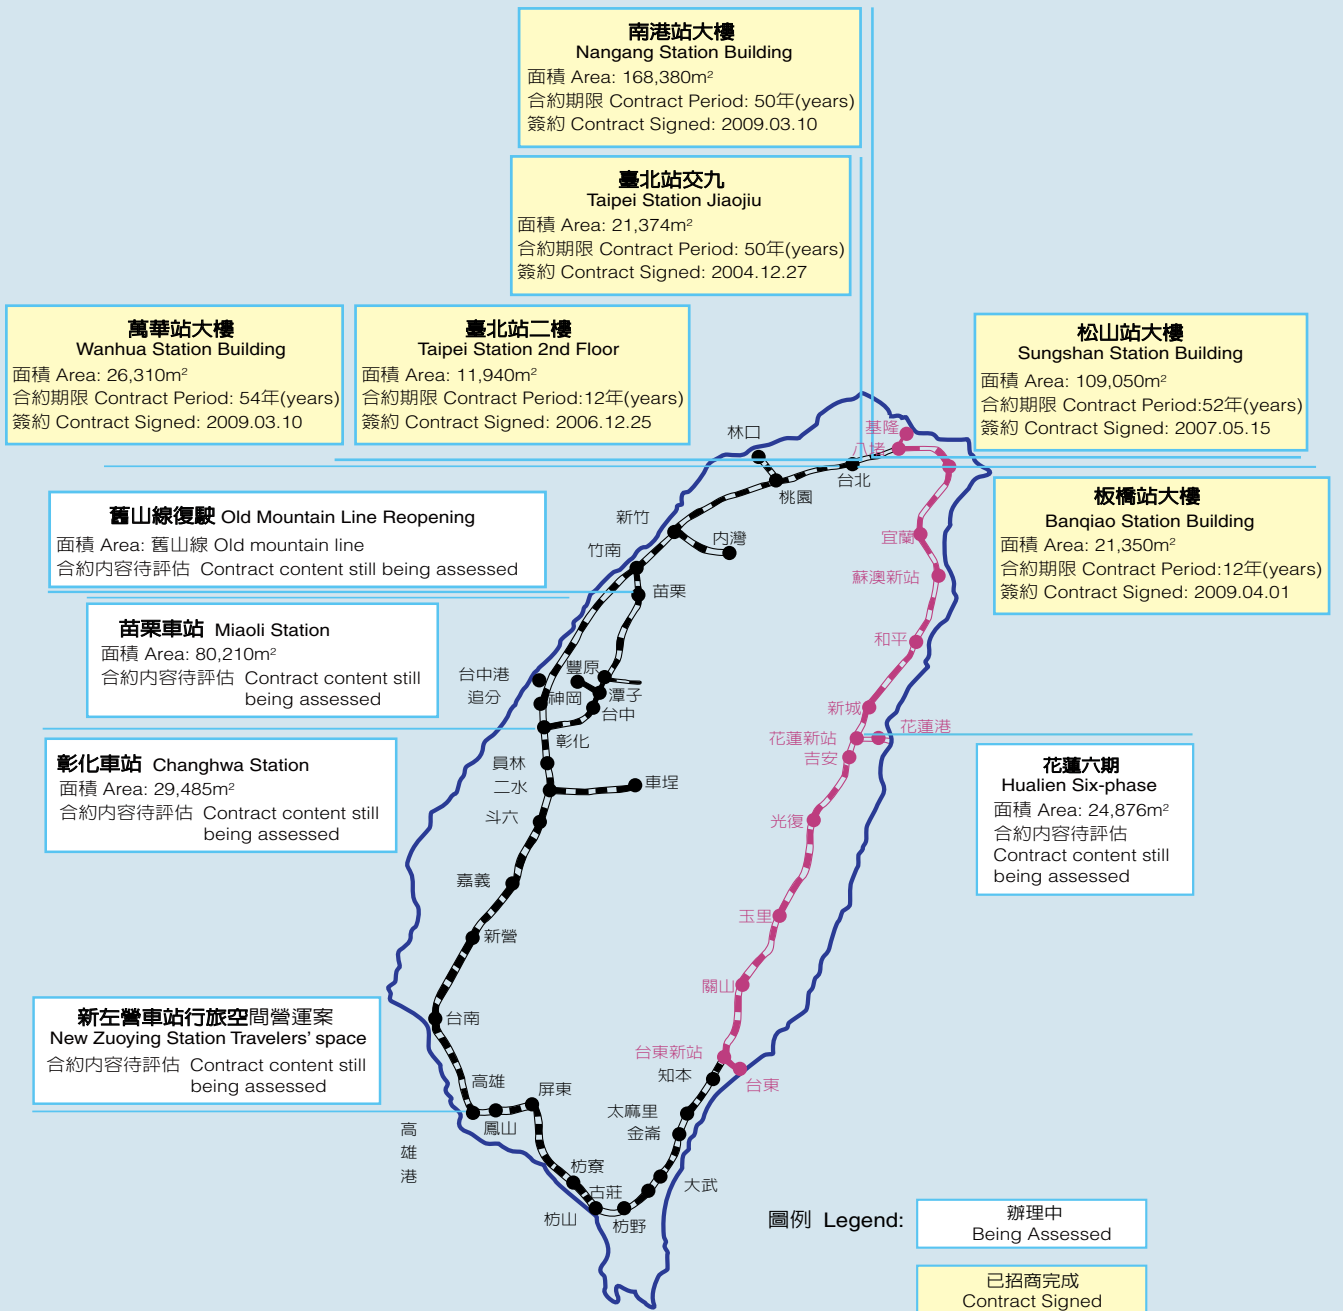 南港站大樓
Nangang Station Building
面積 Area: 168,380m²
合約期限 Contract Period: 50年(years)
簽約 Contract Signed: 2009.03.10
臺北站交九
Taipei Station Jiaojiu
面積 Area: 21,374m²
合約期限 Contract Period: 50年(years)
簽約 Contract Signed: 2004.12.27
萬華站大樓
Wanhua Station Building
面積 Area: 26,310m²
合約期限 Contract Period: 54年(years)
簽約 Contract Signed: 2009.03.10
臺北站二樓
Taipei Station 2nd Floor
面積 Area: 11,940m²
合約期限 Contract Period:12年(years)
簽約 Contract Signed: 2006.12.25
松山站大樓
Sungshan Station Building
面積 Area: 109,050m²
合約期限 Contract Period:52年(years)
簽約 Contract Signed: 2007.05.15
板橋站大樓
Banqiao Station Building
面積 Area: 21,350m²
合約期限 Contract Period:12年(years)
簽約 Contract Signed: 2009.04.01
舊山線復駛 Old Mountain Line Reopening
面積 Area: 舊山線 Old mountain line
合約內容待評估 Contract content still being assessed
苗栗車站 Miaoli Station
面積 Area: 80,210m²
合約內容待評估 Contract content still
being assessed
彰化車站 Changhwa Station
面積 Area: 29,485m²
合約內容待評估 Contract content still
being assessed
花蓮六期
Hualien Six-phase
面積 Area: 24,876m²
合約內容待評估
Contract content still
being assessed
新左營車站行旅空間營運案
New Zuoying Station Travelers' space
合約內容待評估 Contract content still
being assessed
基隆
八堵
林口
台北
桃園
新竹
內灣
竹南
苗栗
宜蘭
蘇澳新站
和平
新城
花蓮港
花蓮新站
吉安
光復
玉里
關山
台東新站
台東
知本
太麻里
金崙
大武
古莊
枋野
枋山
枋寮
屏東
鳳山
高雄
高雄港
台南
新營
嘉義
斗六
二水
員林
車埕
彰化
台中
潭子
神岡
豐原
追分
台中港
圖例 Legend:
辦理中
Being Assessed
已招商完成
Contract Signed